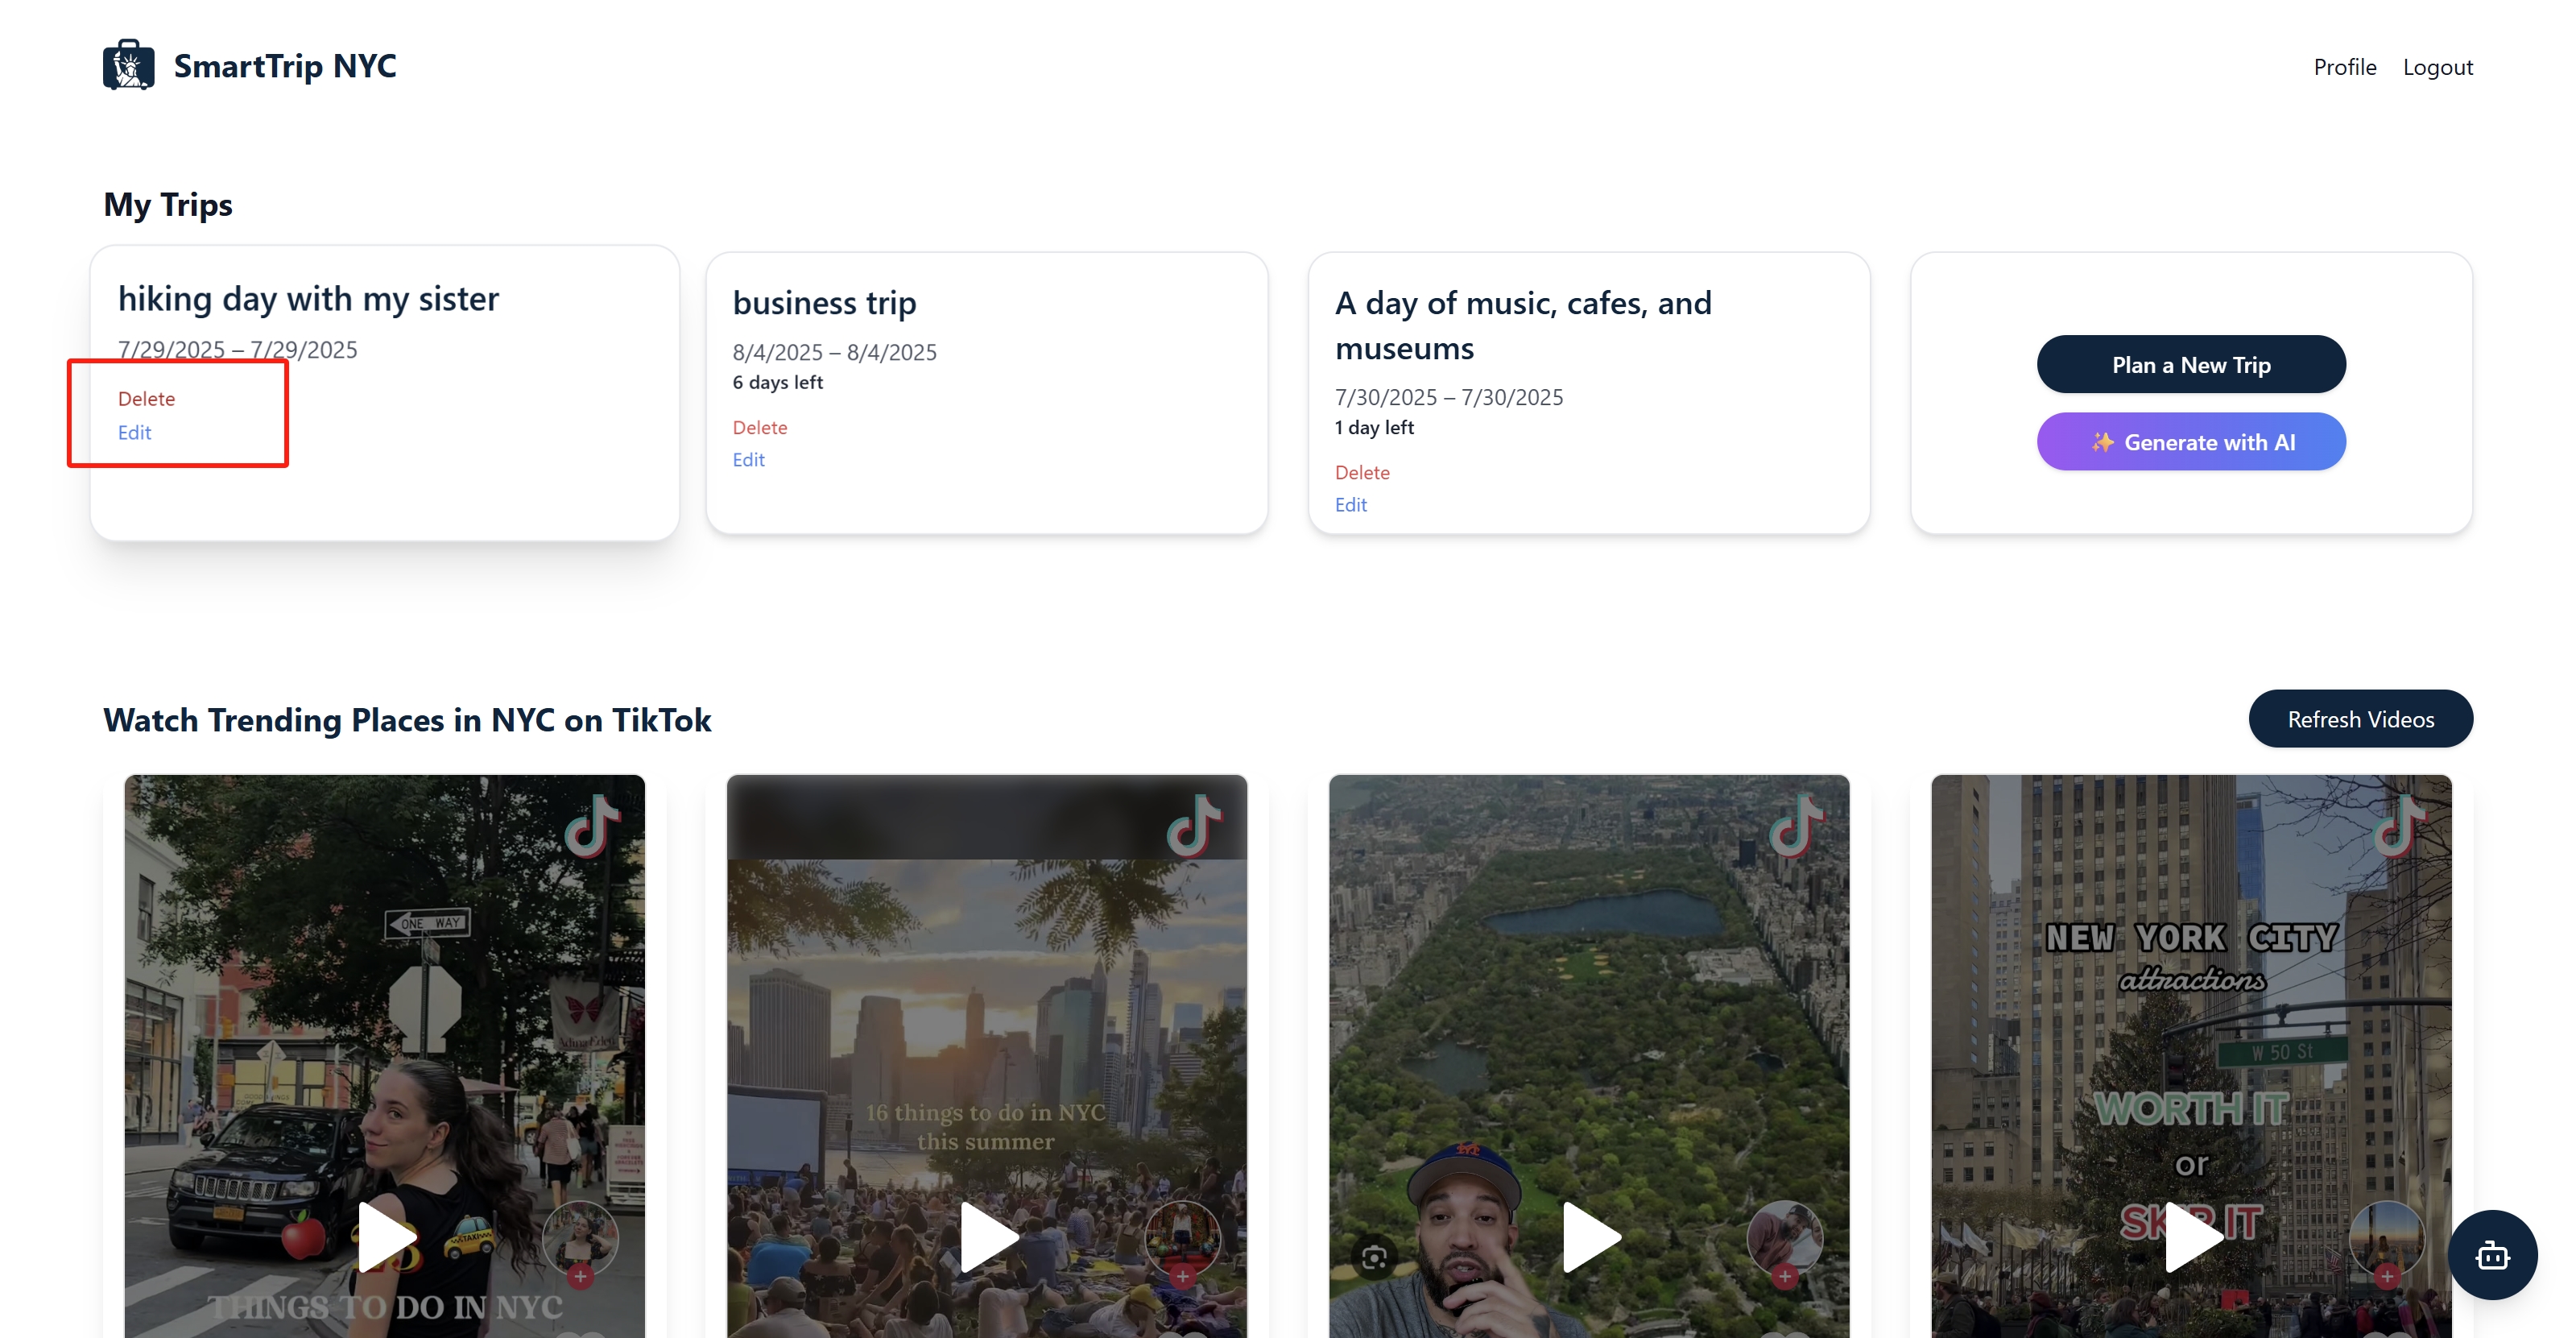 SmartTrip NYC
Profile
Logout
My Trips
hiking day with my sister
7/29/2025 – 7/29/2025
Delete
Edit
business trip
8/4/2025 – 8/4/2025
6 days left
Delete
Edit
A day of music, cafes, and
museums
7/30/2025 – 7/30/2025
1 day left
Delete
Edit
Plan a New Trip
✨ Generate with AI
Watch Trending Places in NYC on TikTok
Refresh Videos
ONE WAY
TAXI
THINGS TO DO IN NYC
16 things to do in NYC
this summer
NEW YORK CITY
attractions
W 50 St
WORTH IT
or
SKIP IT